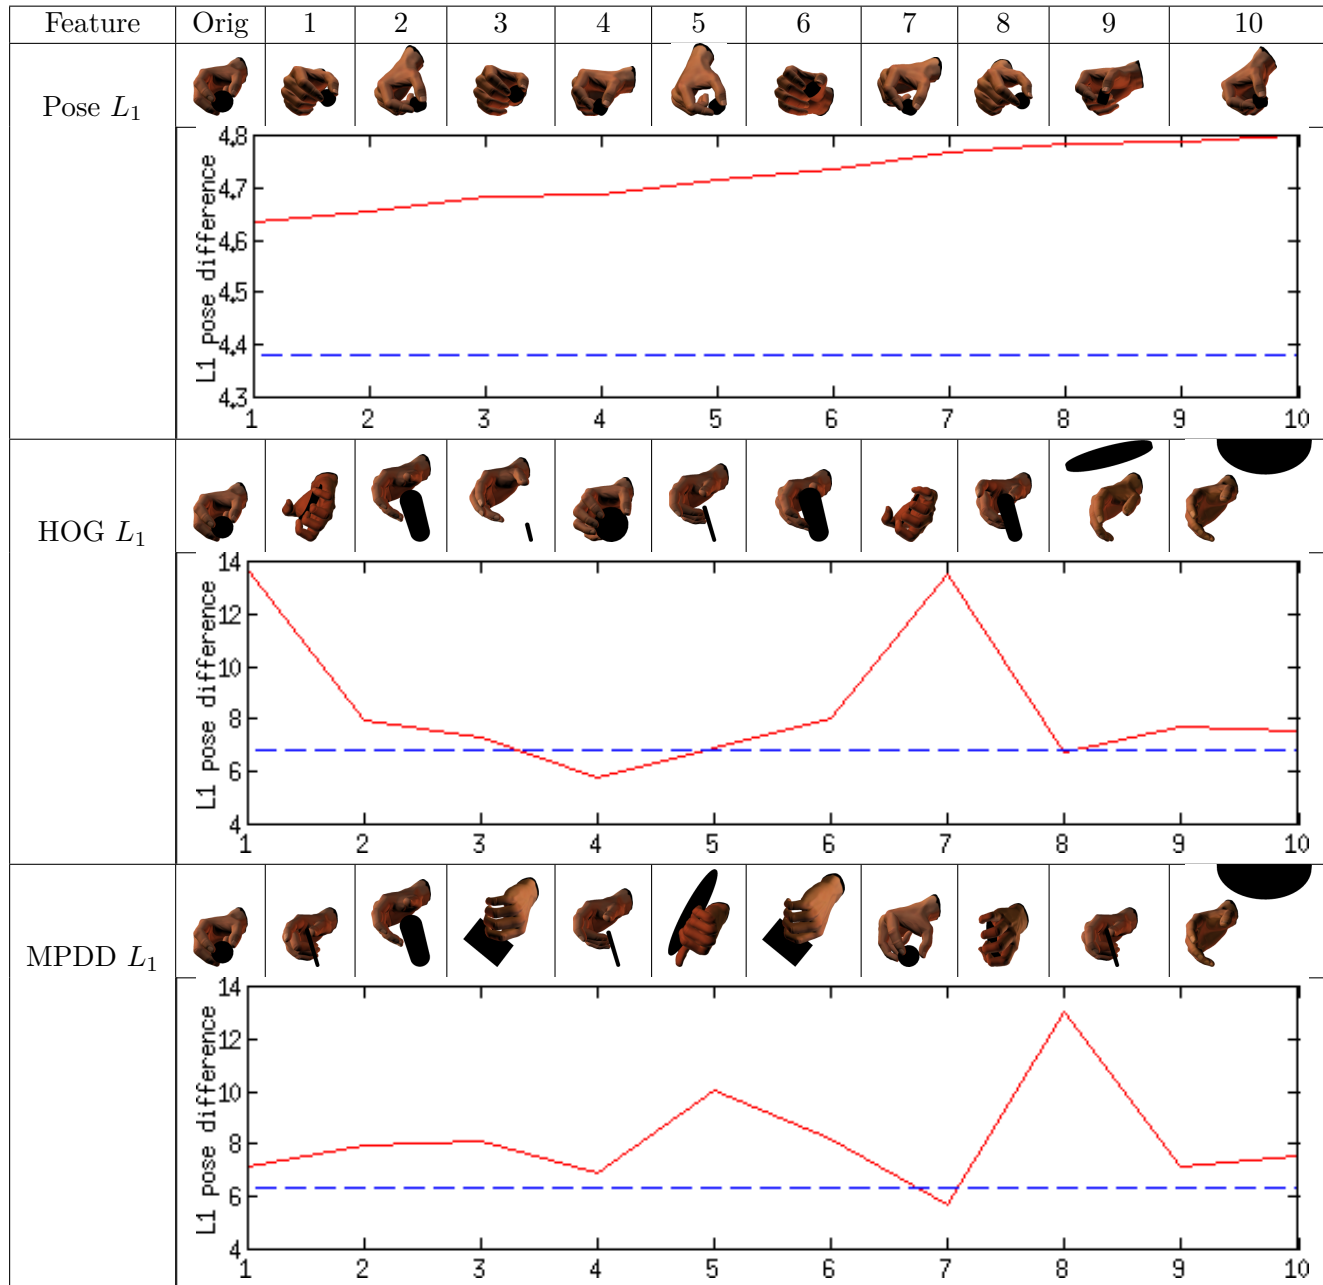 Feature Orig 1 2 3 4 5 6 7 8 9 10
Pose L1
L1 pose difference
4.8
4.7
4.6
4.5
4.4
4.3
1 2 3 4 5 6 7 8 9 10
HOG L1
L1 pose difference
14
12
10
8
6
4
1 2 3 4 5 6 7 8 9 10
MPDD L1
L1 pose difference
14
12
10
8
6
4
1 2 3 4 5 6 7 8 9 10